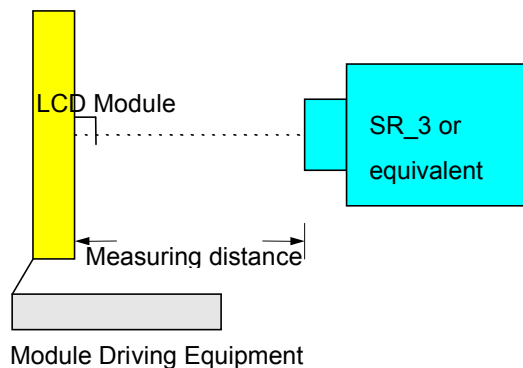 LCD Module
SR_3 or
equivalent
Measuring distance
Module Driving Equipment